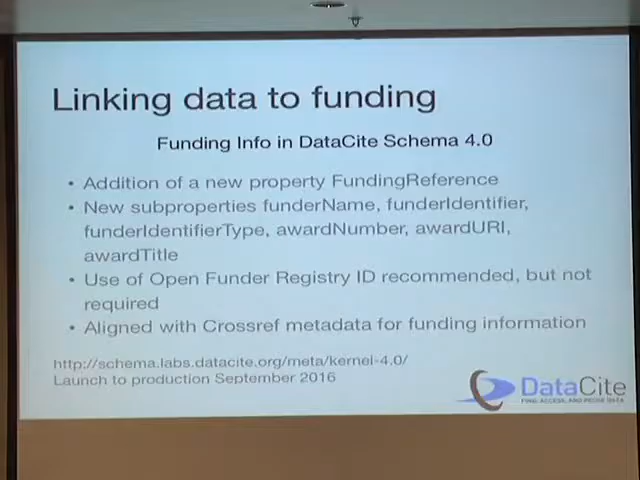 Linking data to funding
Funding Info in DataCite Schema 4.0
• Addition of a new property FundingReference
• New subproperties funderName, funderIdentifier,
funderIdentifierType, awardNumber, awardURI,
awardTitle
• Use of Open Funder Registry ID recommended, but not
required
• Aligned with Crossref metadata for funding information
http://schema.labs.datacite.org/meta/kernel-4.0/
Launch to production September 2016
DataCite
FIND, ACCESS, AND REUSE DATA